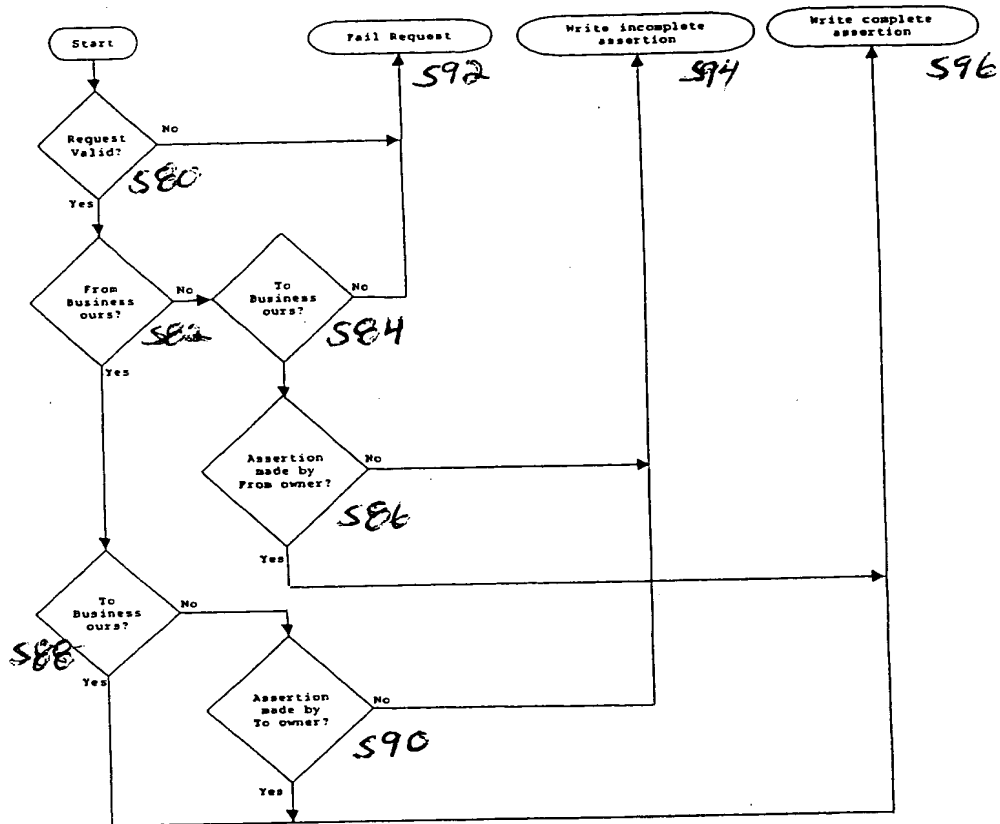 Start
Fail Request
Write incomplete
assertion
Write complete
assertion
S92
S94
S96
Request
Valid?
No
S80
Yes
From
Business
ours?
No
S82
Yes
To
Business
ours?
No
S84
Assertion
made by
From owner?
No
S86
Yes
To
Business
ours?
No
S88
Yes
Assertion
made by
To owner?
No
S90
Yes